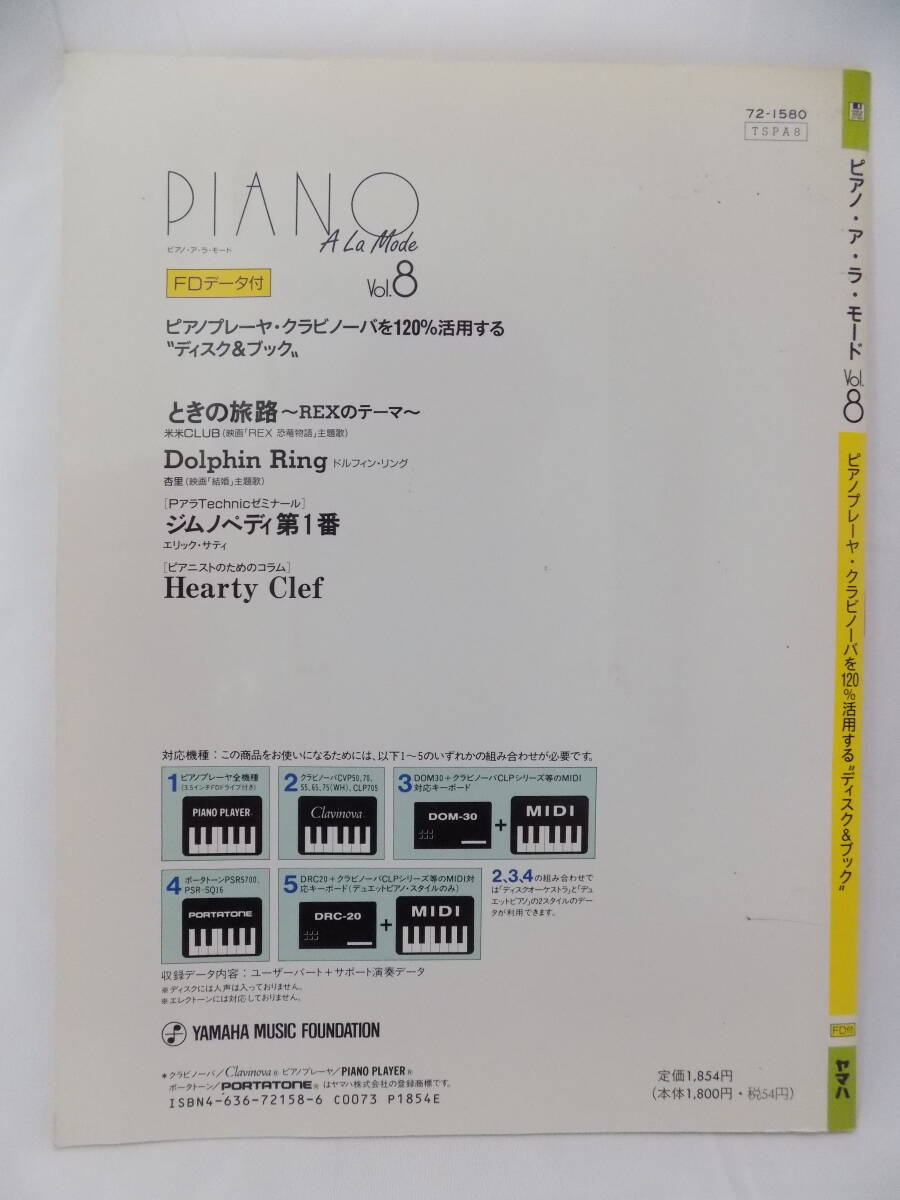 72-1580
TSPA8
PIANO
A La Mode
ピアノ・ア・ラ・モード
FDデータ付
Vol.8
ピアノプレーヤ・クラビノーバを120%活用する
〝ディスク&ブック〟
ときの旅路〜REXのテーマ〜
米米CLUB(映画「REX 恐竜物語」主題歌)
Dolphin Ring ドルフィン・リング
杏里(映画「結婚」主題歌)
[PアラTechnicゼミナール]
ジムノペディ第1番
エリック・サティ
[ピアニストのためのコラム]
Hearty Clef
対応機種：この商品をお使いになるためには、以下1〜5のいずれかの組み合わせが必要です。
1 ピアノプレーヤ全機種
(3.5インチFDドライブ付き)
PIANO PLAYER
2 クラビノーバCVP50,70,
55,65,75(WH)、CLP705
Clavinova
3 DOM30+クラビノーバCLPシリーズ等のMIDI
対応キーボード
DOM-30 + MIDI
4 ポータトーンPSR5700,
PSR-SQ16
PORTATONE
5 DRC20+クラビノーバCLPシリーズ等のMIDI対
応キーボード(デュエットピアノ・スタイルのみ)
DRC-20 + MIDI
2,3,4の組み合わせで
は「ディスクオーケストラ」と「デュ
エットピアノ」の2スタイルのデー
タが利用できます。
収録データ内容：ユーザーパート+サポート演奏データ
※ディスクには人声は入っておりません。
※エレクトーンには対応しておりません。
YAMAHA MUSIC FOUNDATION
*クラビノーバ/Clavinova® ピアノプレーヤ/PIANO PLAYER®
ポータトーン/PORTATONE®はヤマハ株式会社の登録商標です。
ISBN4-636-72158-6 C0073 P1854E
定価1,854円
(本体1,800円・税54円)
ピアノ・ア・ラ・モード Vol.8
ピアノプレーヤ・クラビノーバを120%活用する〝ディスク&ブック〟
FD付
ヤマハ